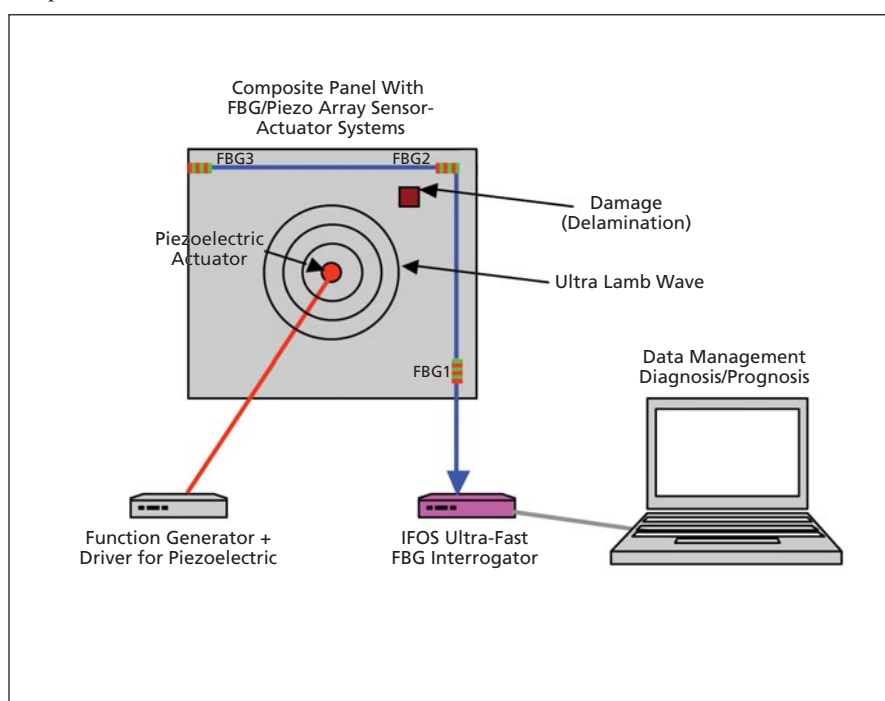 Composite Panel With
FBG/Piezo Array Sensor-
Actuator Systems
FBG3
FBG2
Damage
(Delamination)
Piezoelectric
Actuator
Ultra Lamb Wave
FBG1
Data Management
Diagnosis/Prognosis
Function Generator +
Driver for Piezoelectric
IFOS Ultra-Fast
FBG Interrogator